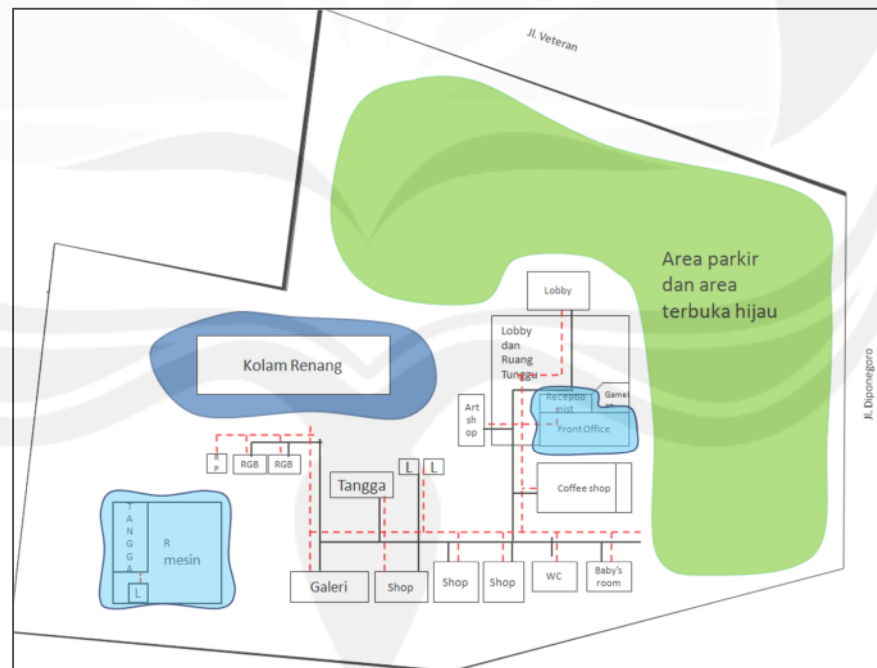 Jl. Veteran
Area parkir
dan area
terbuka hijau
Lobby
Lobby
dan
Ruang
Tunggu
Kolam Renang
Jl. Diponegoro
Receptio
nist
Art
sh
op
Front Office
L
L
R
P
RGB
RGB
Tangga
Coffee shop
TANGGA
R
mesin
L
Galeri
Shop
Shop
Shop
WC
Baby's
room